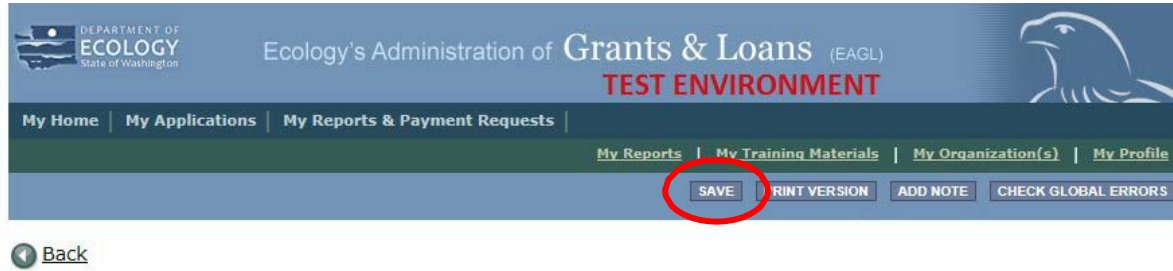 DEPARTMENT OF
ECOLOGY
State of Washington
Ecology's Administration of Grants & Loans (EAGL)
TEST ENVIRONMENT
My Home | My Applications | My Reports & Payment Requests |
My Reports | My Training Materials | My Organization(s) | My Profile
SAVE PRINT VERSION ADD NOTE CHECK GLOBAL ERRORS
Back